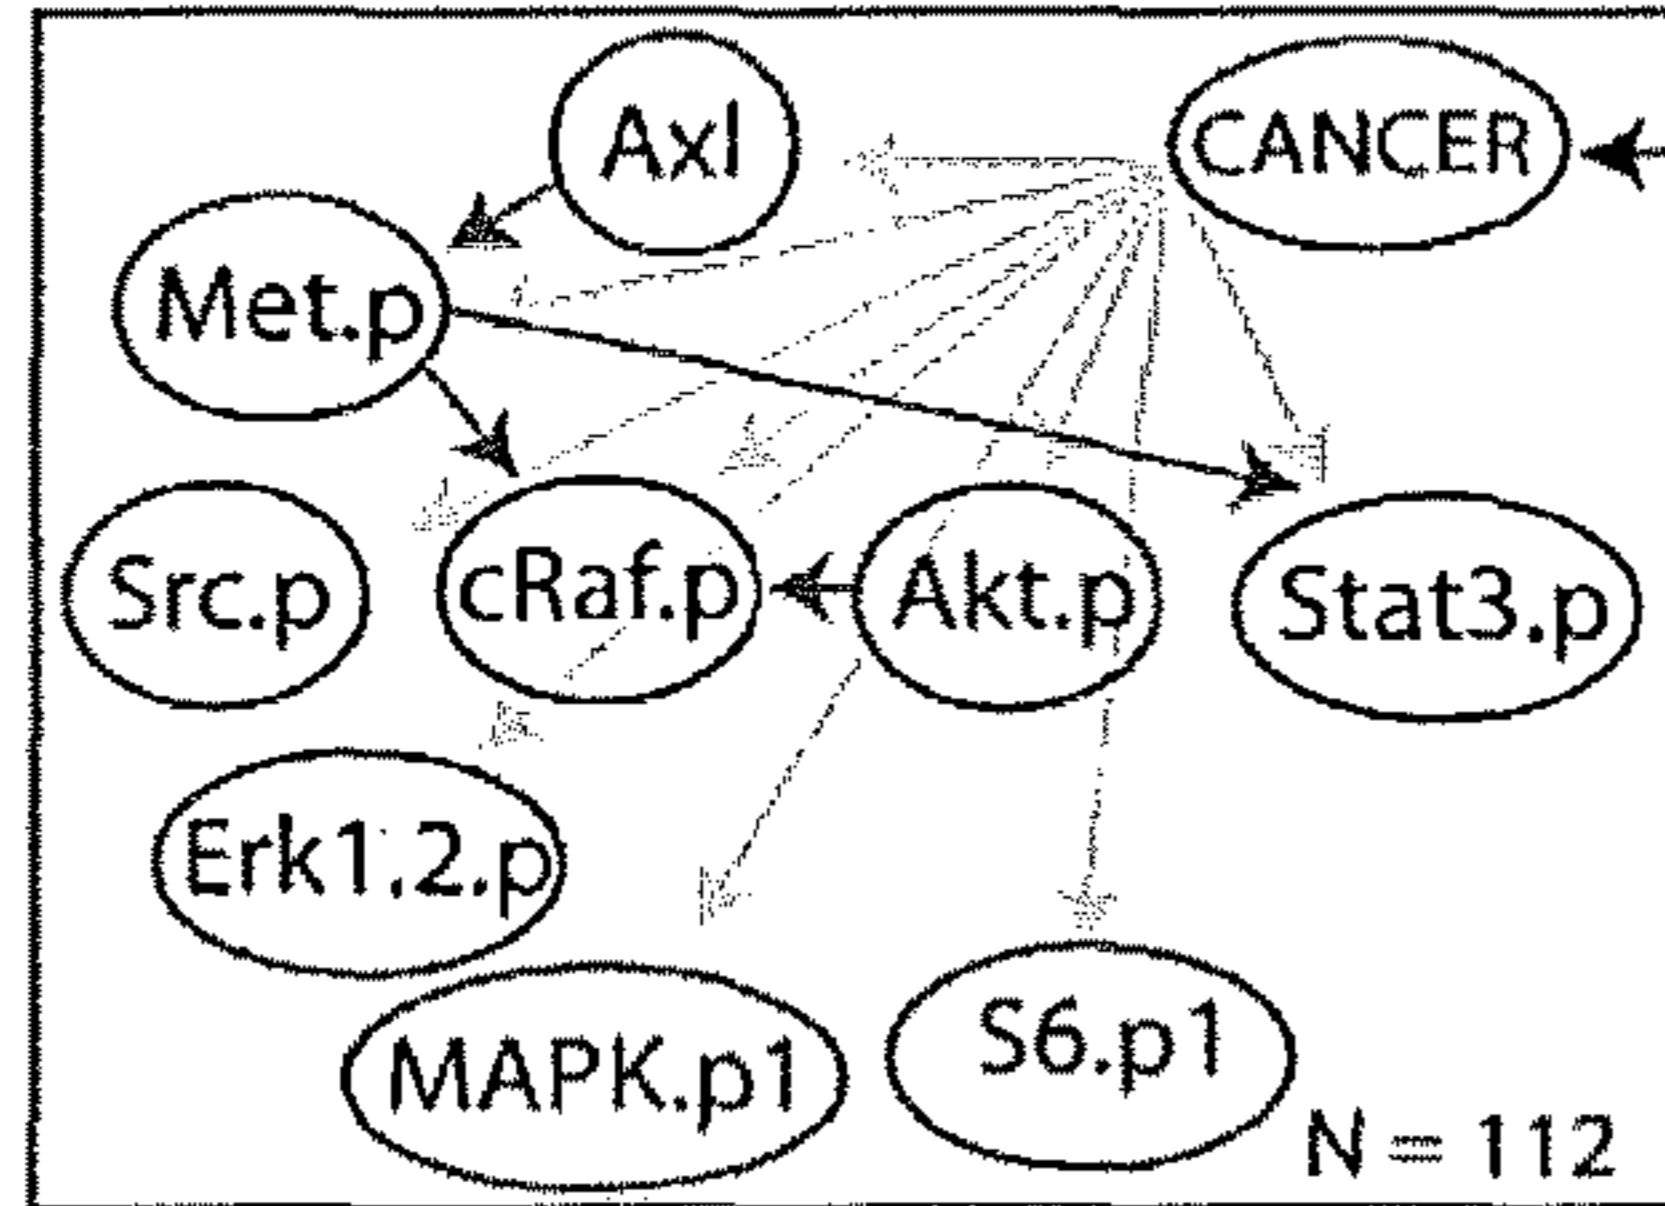 Axl
CANCER
Met.p
Src.p
cRaf.p
Akt.p
Stat3.p
Erk1.2.p
MAPK.p1
S6.p1
N = 112